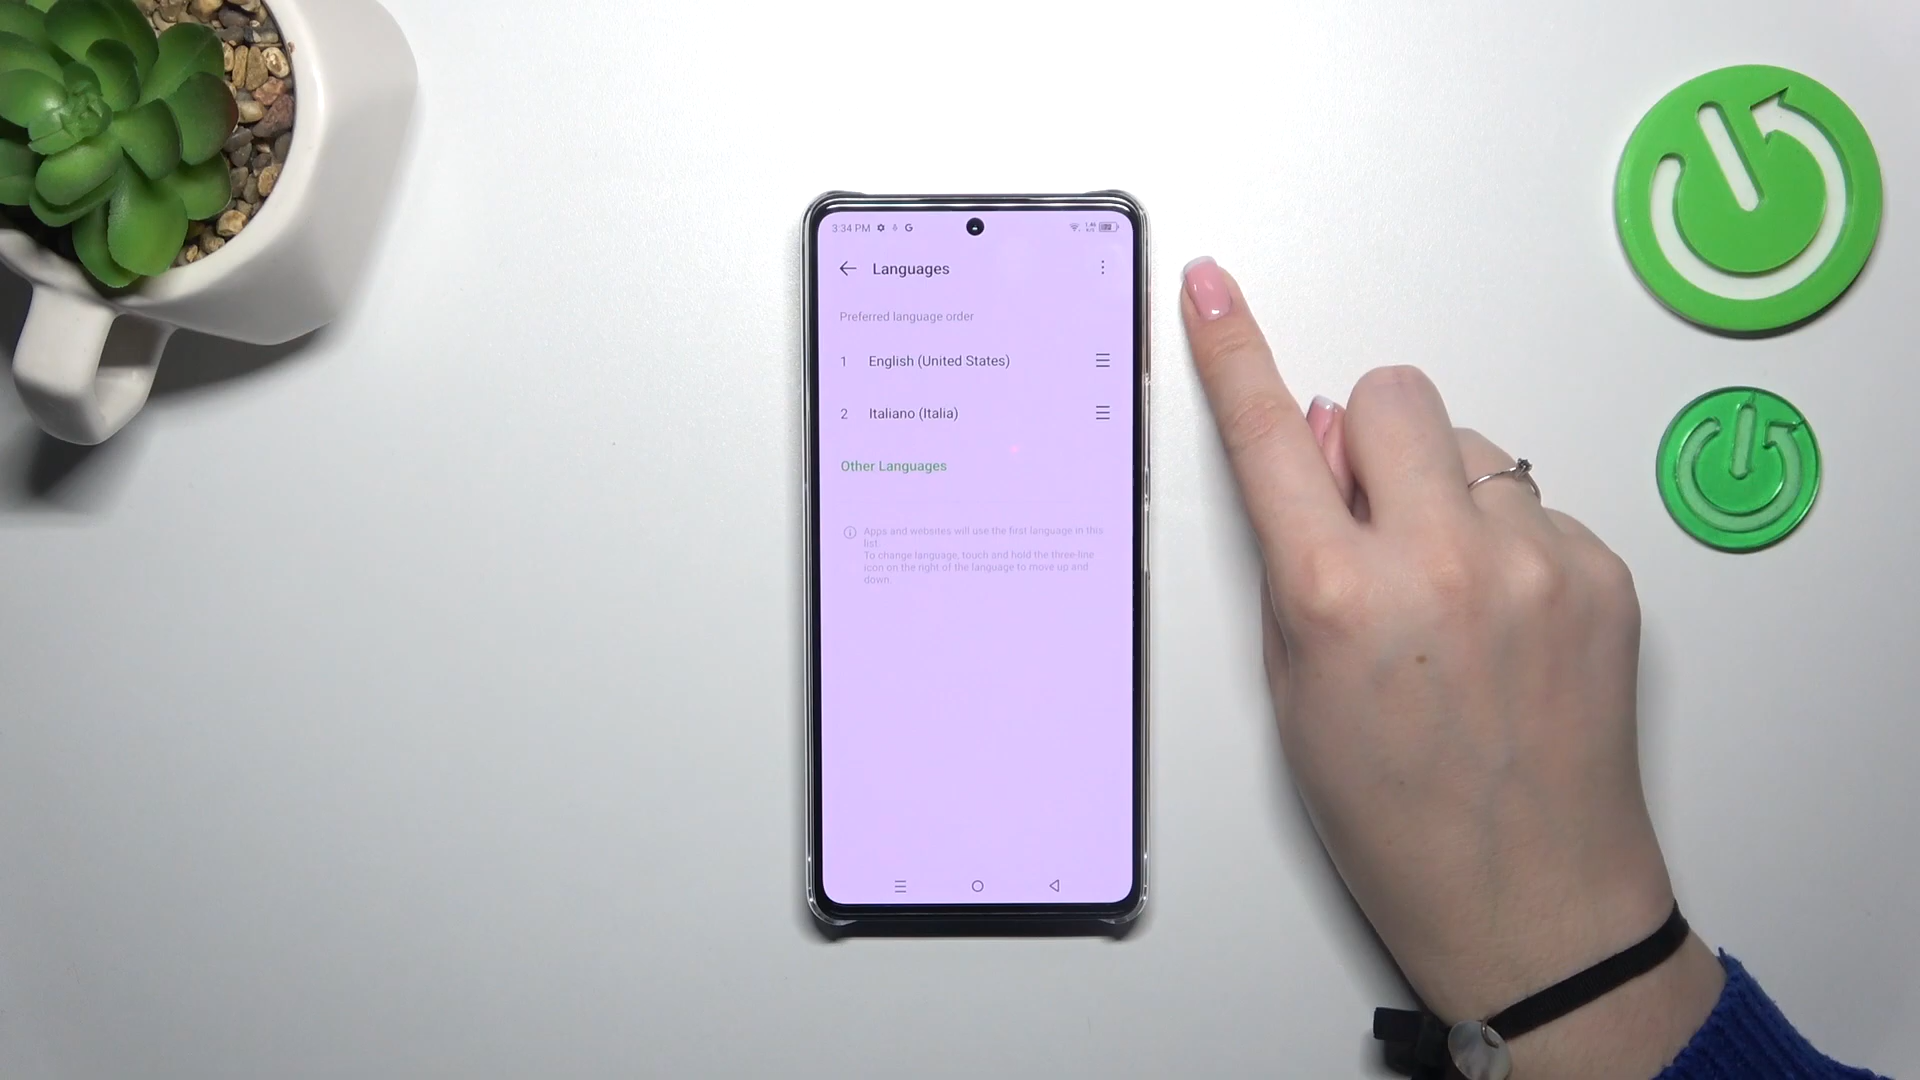 3:34 PM
Languages
Preferred language order
1 English (United States)
2 Italiano (Italia)
Other Languages
Apps and websites will use the first language in this
list.
To change language, touch and hold the three-line
icon on the right of the language to move up and
down.